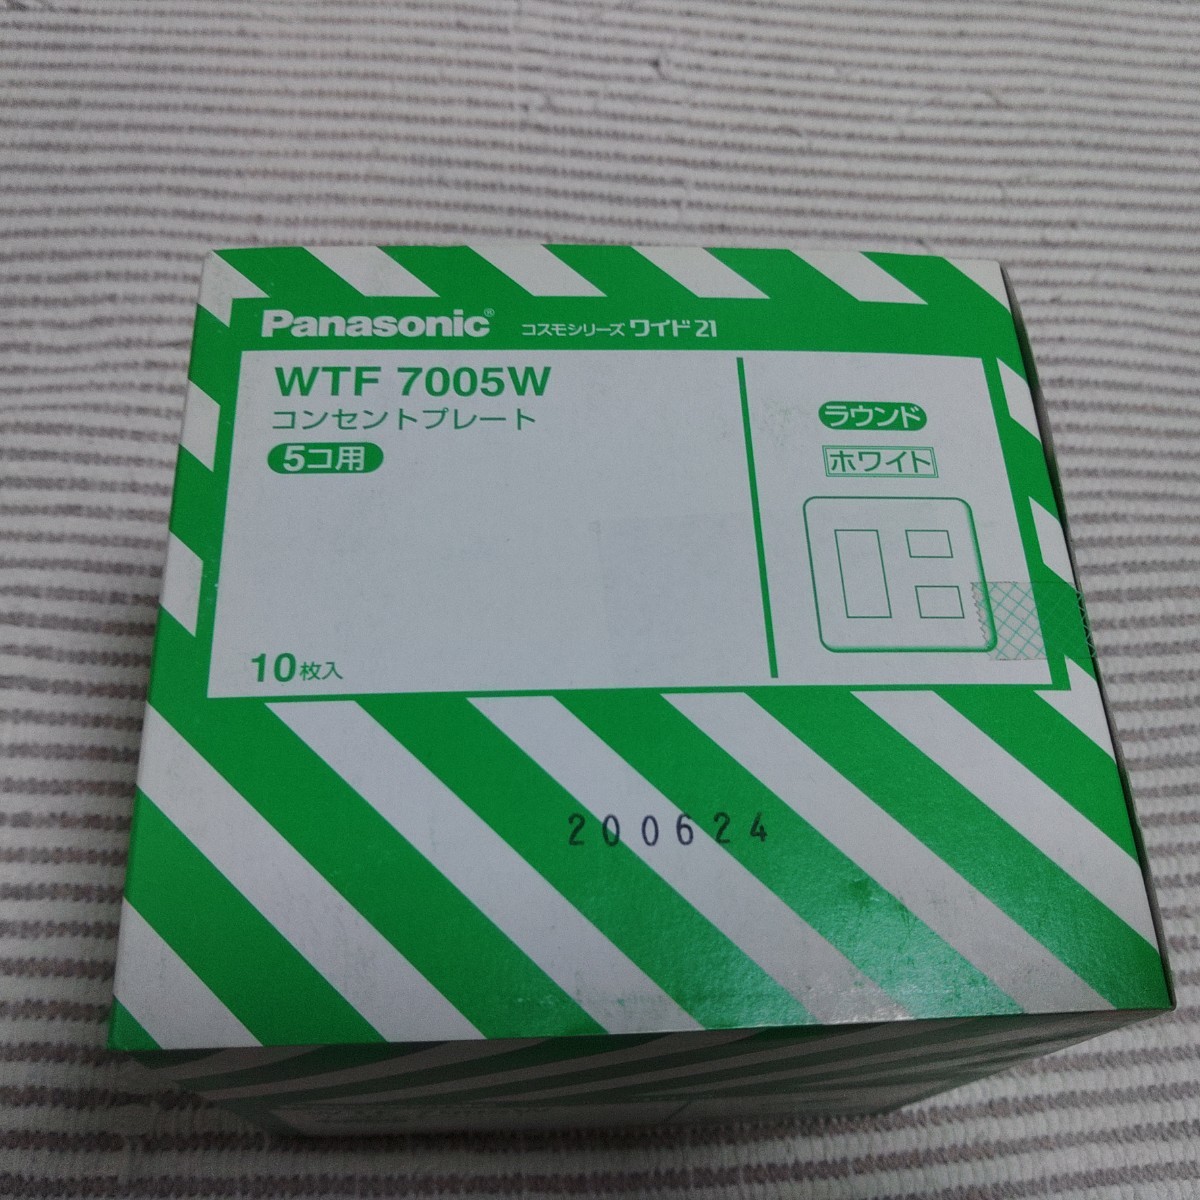 Panasonic® コスモシリーズ ワイド21
WTF 7005W
コンセントプレート
5コ用
10枚入
ラウンド
ホワイト
200624